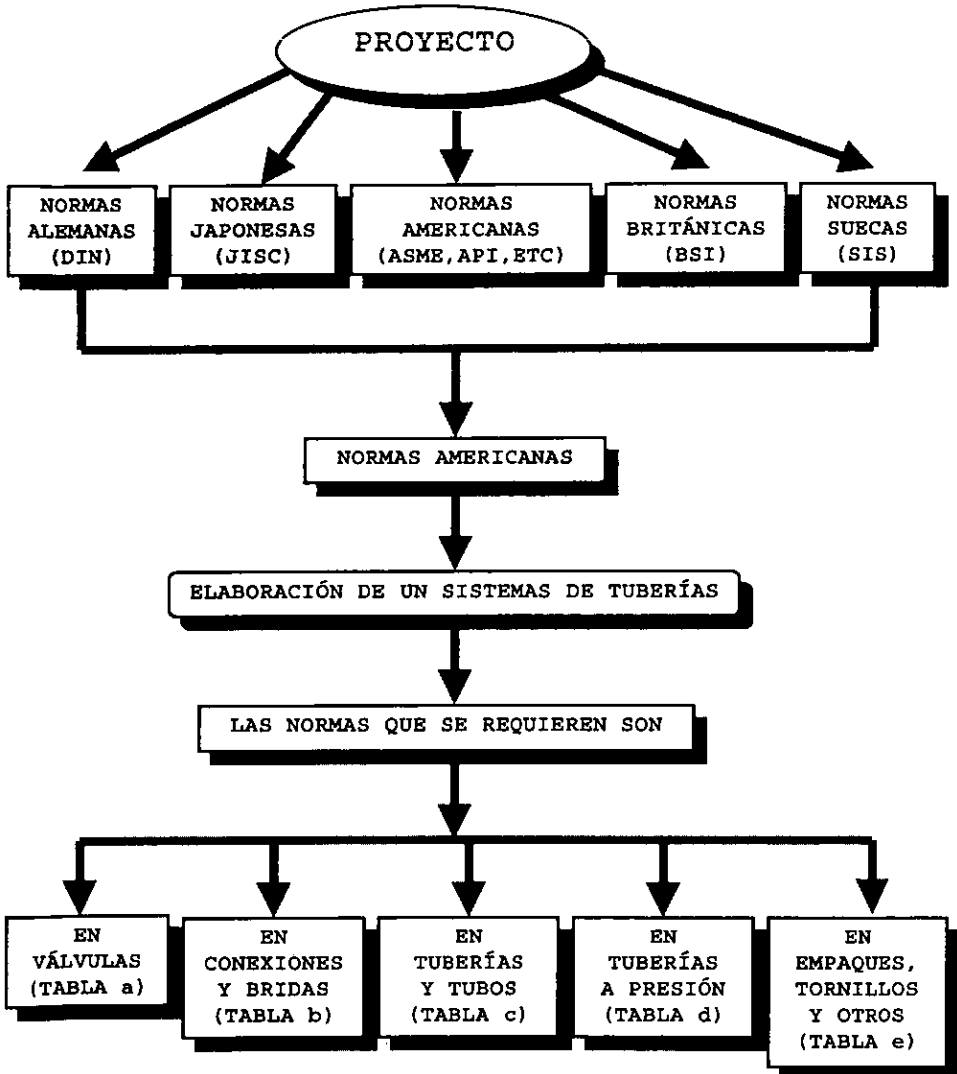 PROYECTO
NORMAS
ALEMANAS
(DIN)
NORMAS
JAPONESAS
(JISC)
NORMAS
AMERICANAS
(ASME,API,ETC)
NORMAS
BRITÁNICAS
(BSI)
NORMAS
SUECAS
(SIS)
NORMAS AMERICANAS
ELABORACIÓN DE UN SISTEMAS DE TUBERÍAS
LAS NORMAS QUE SE REQUIEREN SON
EN
VÁLVULAS
(TABLA a)
EN
CONEXIONES
Y BRIDAS
(TABLA b)
EN
TUBERÍAS
Y TUBOS
(TABLA c)
EN
TUBERÍAS
A PRESIÓN
(TABLA d)
EN
EMPAQUES,
TORNILLOS
Y OTROS
(TABLA e)